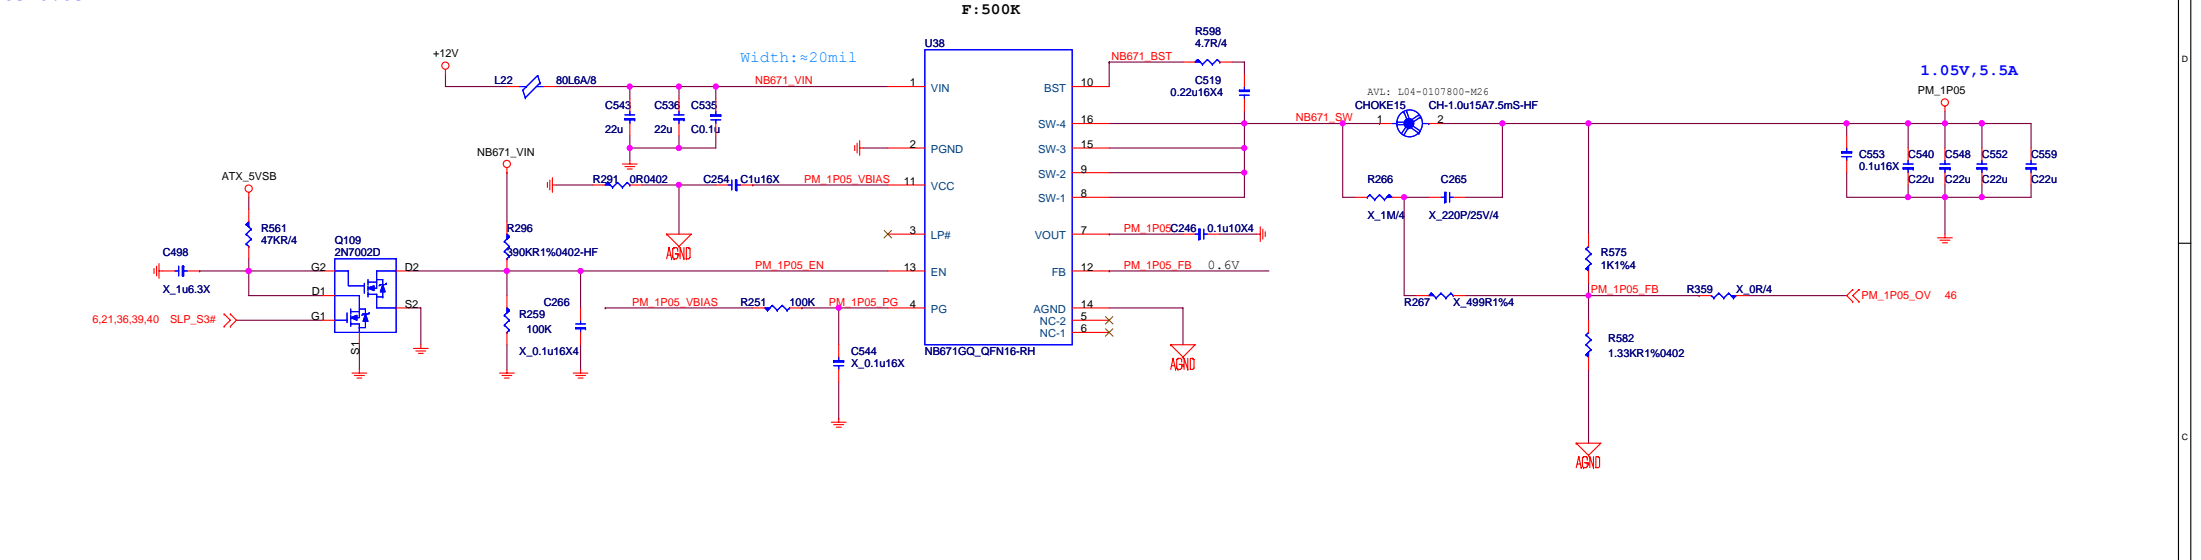 F:500K
+12V
Width:≈20mil
L22
80L6A/8
NB671_VIN
C543
22u
C536
22u
C535
C0.1u
U38
1
VIN
2
PGND
11
VCC
3
LP#
13
EN
4
PG
BST
10
SW-4
16
SW-3
15
SW-2
9
SW-1
8
VOUT
7
FB
12
AGND
14
NC-2
5
NC-1
6
NB671GQ_QFN16-RH
NB671_BST
R598
4.7R/4
C519
0.22u16X4
NB671_SW
AVL: L04-0107800-M26
CHOKE15
CH-1.0u15A7.5mS-HF
1
2
R266
X_1M/4
C265
X_220P/25V/4
1.05V,5.5A
PM_1P05
C553
0.1u16X
C540
C22u
C548
C22u
C552
C22u
C559
C22u
NB671_VIN
R291
0R0402
C254
C1u16X
PM_1P05_VBIAS
AGND
ATX_5VSB
R561
47KR/4
C498
X_1u6.3X
Q109
2N7002D
G2
D2
D1
S2
G1
S1
6,21,36,39,40
SLP_S3#
R296
390KR1%0402-HF
PM_1P05_EN
R259
100K
C266
X_0.1u16X4
PM_1P05_VBIAS
R251
100K
PM_1P05_PG
C544
X_0.1u16X
PM_1P05
C246
0.1u10X4
PM_1P05_FB
0.6V
AGND
R575
1K1%4
R267
X_499R1%4
PM_1P05_FB
R359
X_0R/4
PM_1P05_OV
46
R582
1.33KR1%0402
AGND
D
C